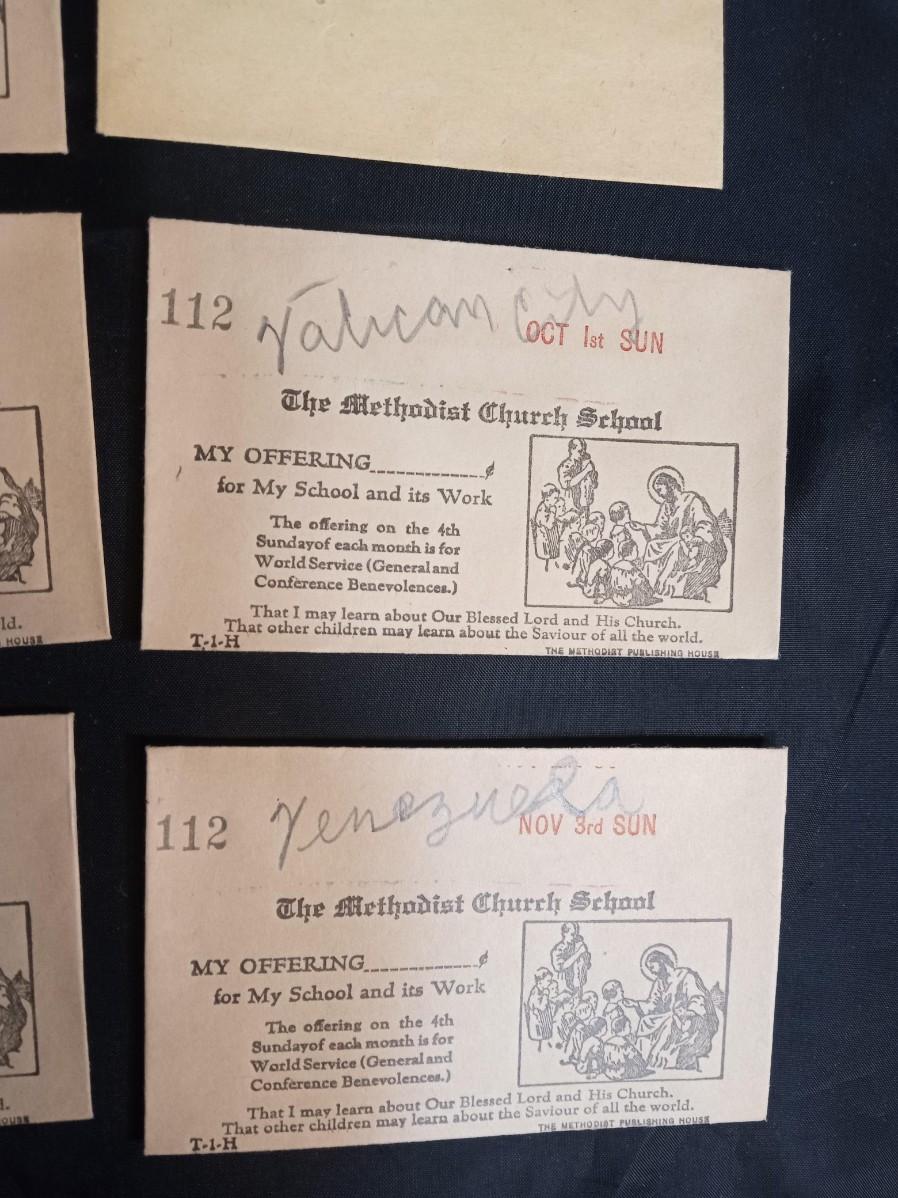 ld.
HOUSE
112 Vatican City
OCT 1st SUN
The Methodist Church School
MY OFFERING_____________¢
for My School and its Work
The offering on the 4th
Sundayof each month is for
World Service (General and
Conference Benevolences.)
That I may learn about Our Blessed Lord and His Church.
That other children may learn about the Saviour of all the world.
T-1-H
THE METHODIST PUBLISHING HOUSE
112 Venezuela
NOV 3rd SUN
The Methodist Church School
MY OFFERING_____________¢
for My School and its Work
The offering on the 4th
Sundayof each month is for
World Service (General and
Conference Benevolences.)
That I may learn about Our Blessed Lord and His Church.
That other children may learn about the Saviour of all the world.
T-1-H
THE METHODIST PUBLISHING HOUSE